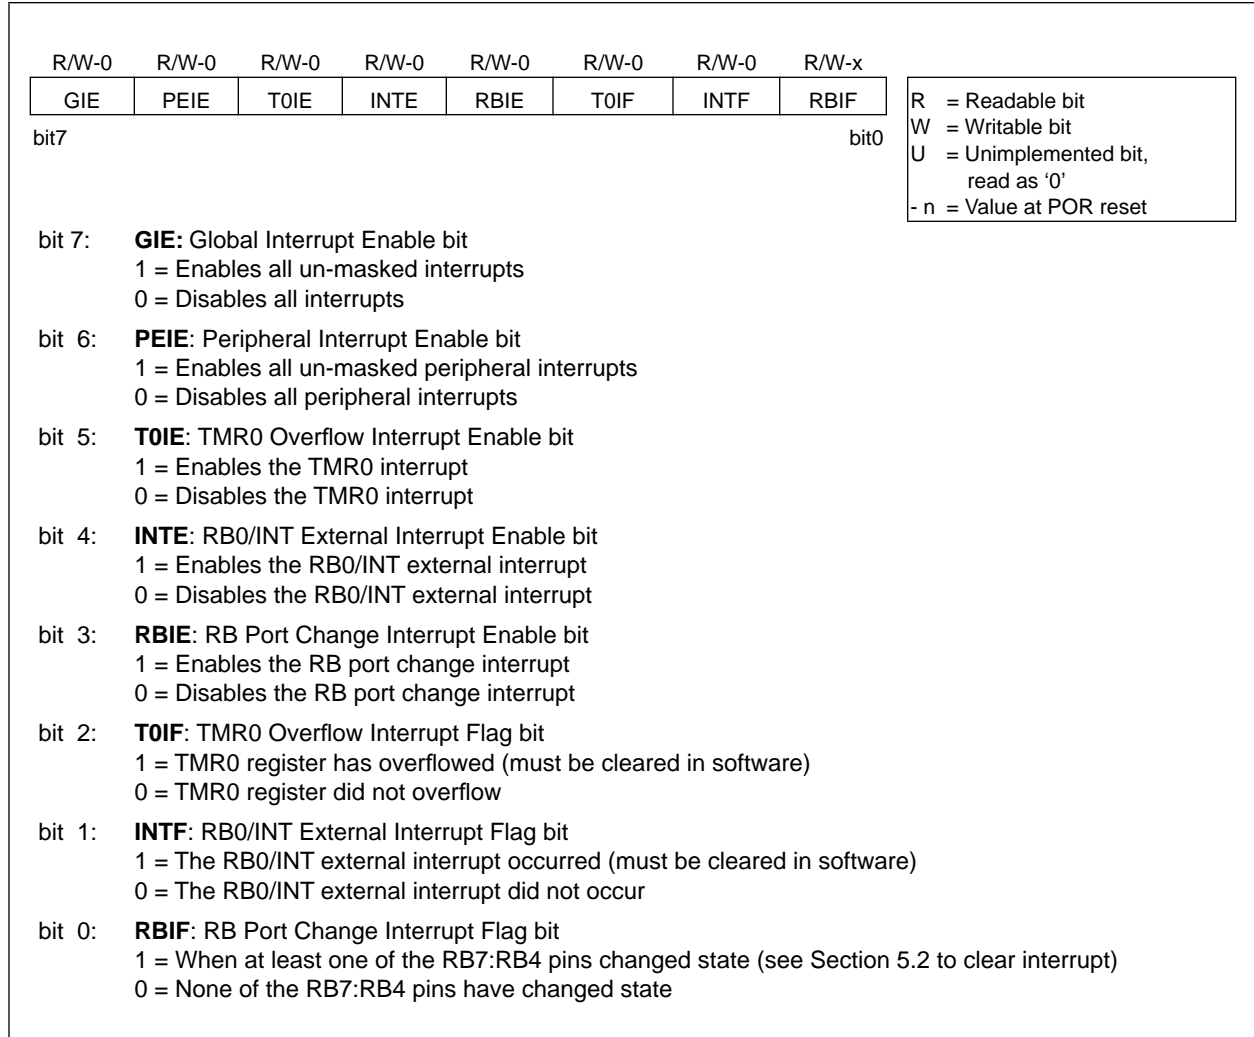 R/W-0 R/W-0 R/W-0 R/W-0 R/W-0 R/W-0 R/W-0 R/W-x
GIE PEIE T0IE INTE RBIE T0IF INTF RBIF
bit7 bit0
R = Readable bit
W = Writable bit
U = Unimplemented bit,
read as ‘0’
- n = Value at POR reset
bit 7: GIE: Global Interrupt Enable bit
1 = Enables all un-masked interrupts
0 = Disables all interrupts
bit 6: PEIE: Peripheral Interrupt Enable bit
1 = Enables all un-masked peripheral interrupts
0 = Disables all peripheral interrupts
bit 5: T0IE: TMR0 Overflow Interrupt Enable bit
1 = Enables the TMR0 interrupt
0 = Disables the TMR0 interrupt
bit 4: INTE: RB0/INT External Interrupt Enable bit
1 = Enables the RB0/INT external interrupt
0 = Disables the RB0/INT external interrupt
bit 3: RBIE: RB Port Change Interrupt Enable bit
1 = Enables the RB port change interrupt
0 = Disables the RB port change interrupt
bit 2: T0IF: TMR0 Overflow Interrupt Flag bit
1 = TMR0 register has overflowed (must be cleared in software)
0 = TMR0 register did not overflow
bit 1: INTF: RB0/INT External Interrupt Flag bit
1 = The RB0/INT external interrupt occurred (must be cleared in software)
0 = The RB0/INT external interrupt did not occur
bit 0: RBIF: RB Port Change Interrupt Flag bit
1 = When at least one of the RB7:RB4 pins changed state (see Section 5.2 to clear interrupt)
0 = None of the RB7:RB4 pins have changed state